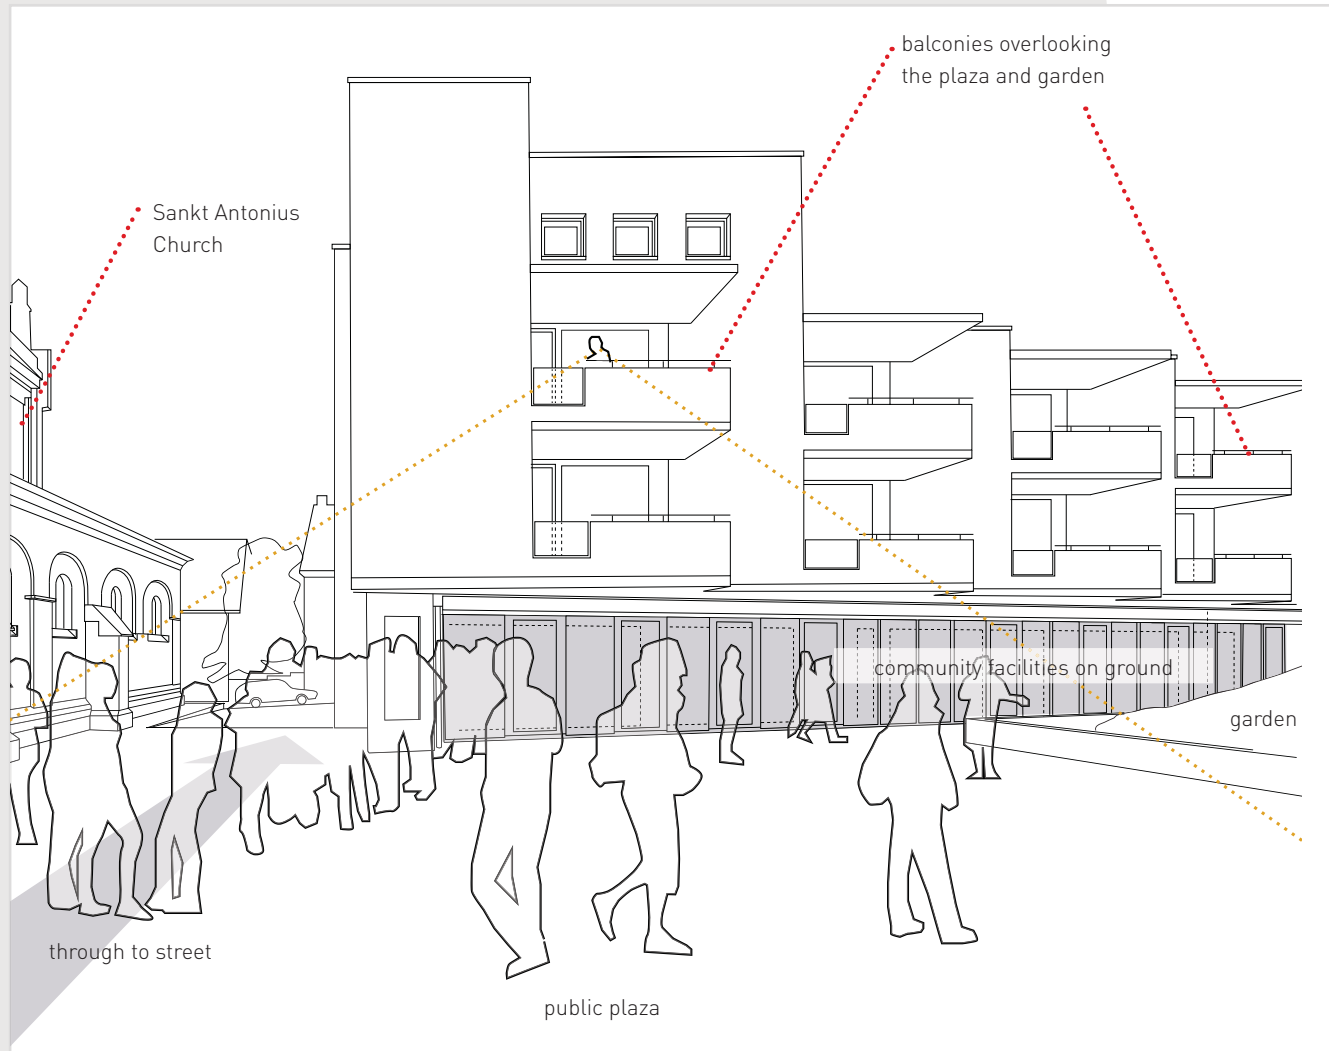 balconies overlooking
the plaza and garden
Sankt Antonius
Church
community facilities on ground
garden
through to street
public plaza